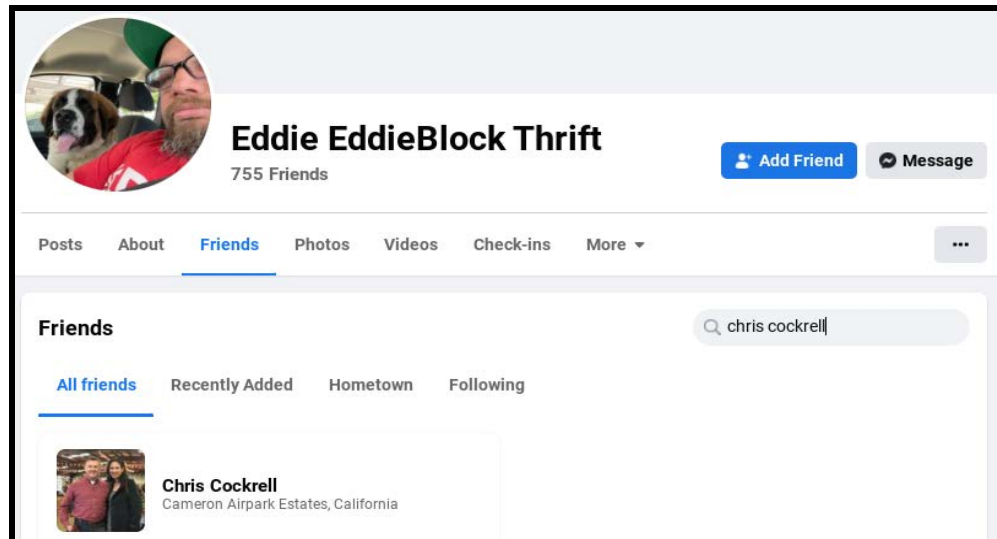 Eddie EddieBlock Thrift
755 Friends
Add Friend
Message
Posts About Friends Photos Videos Check-ins More
Friends
chris cockrell
All friends Recently Added Hometown Following
Chris Cockrell
Cameron Airpark Estates, California